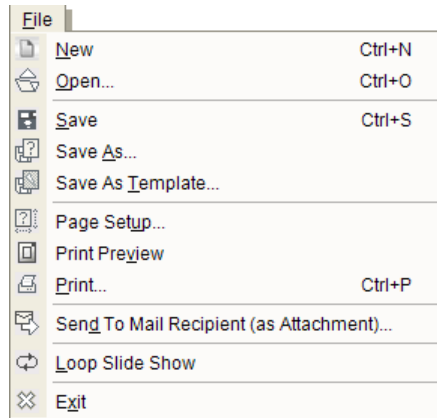 File
New Ctrl+N
Open... Ctrl+O
Save Ctrl+S
Save As...
Save As Template...
Page Setup...
Print Preview
Print... Ctrl+P
Send To Mail Recipient (as Attachment)...
Loop Slide Show
Exit